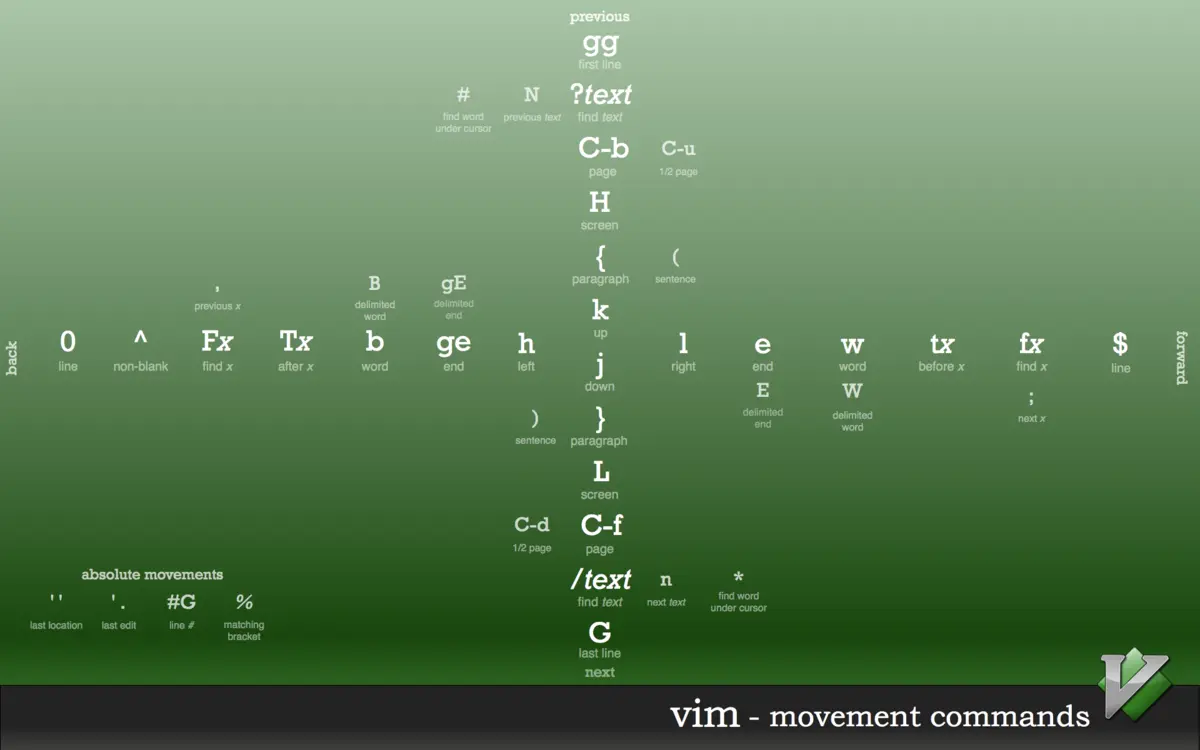 previous
gg
first line
# N ?text
find word under cursor previous text find text
C-b C-u
page 1/2 page
H
screen
{ (
paragraph sentence
, B gE
previous x delimited word delimited end
k
up
back 0 ^ Fx Tx b ge h l e w tx fx $ forward
line non-blank find x after x word end left right end word before x find x line
j
down
E W ;
delimited end delimited word next x
) }
sentence paragraph
L
screen
C-d C-f
1/2 page page
/text n *
find text next text find word under cursor
absolute movements
'' '. #G %
last location last edit line # matching bracket
G
last line
next
vim - movement commands